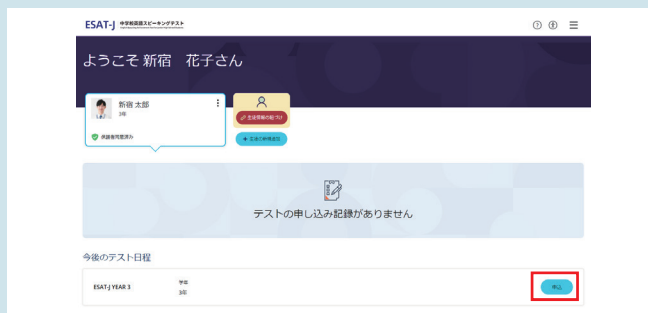 ESAT-J 中学校英語スピーキングテスト
ようこそ 新宿　花子さん
新宿 太郎
3年
保護者同意済み
生徒情報の紐づけ
+ 生徒の新規追加
テストの申し込み記録がありません
今後のテスト日程
ESAT-J YEAR 3
学年
3年
申込